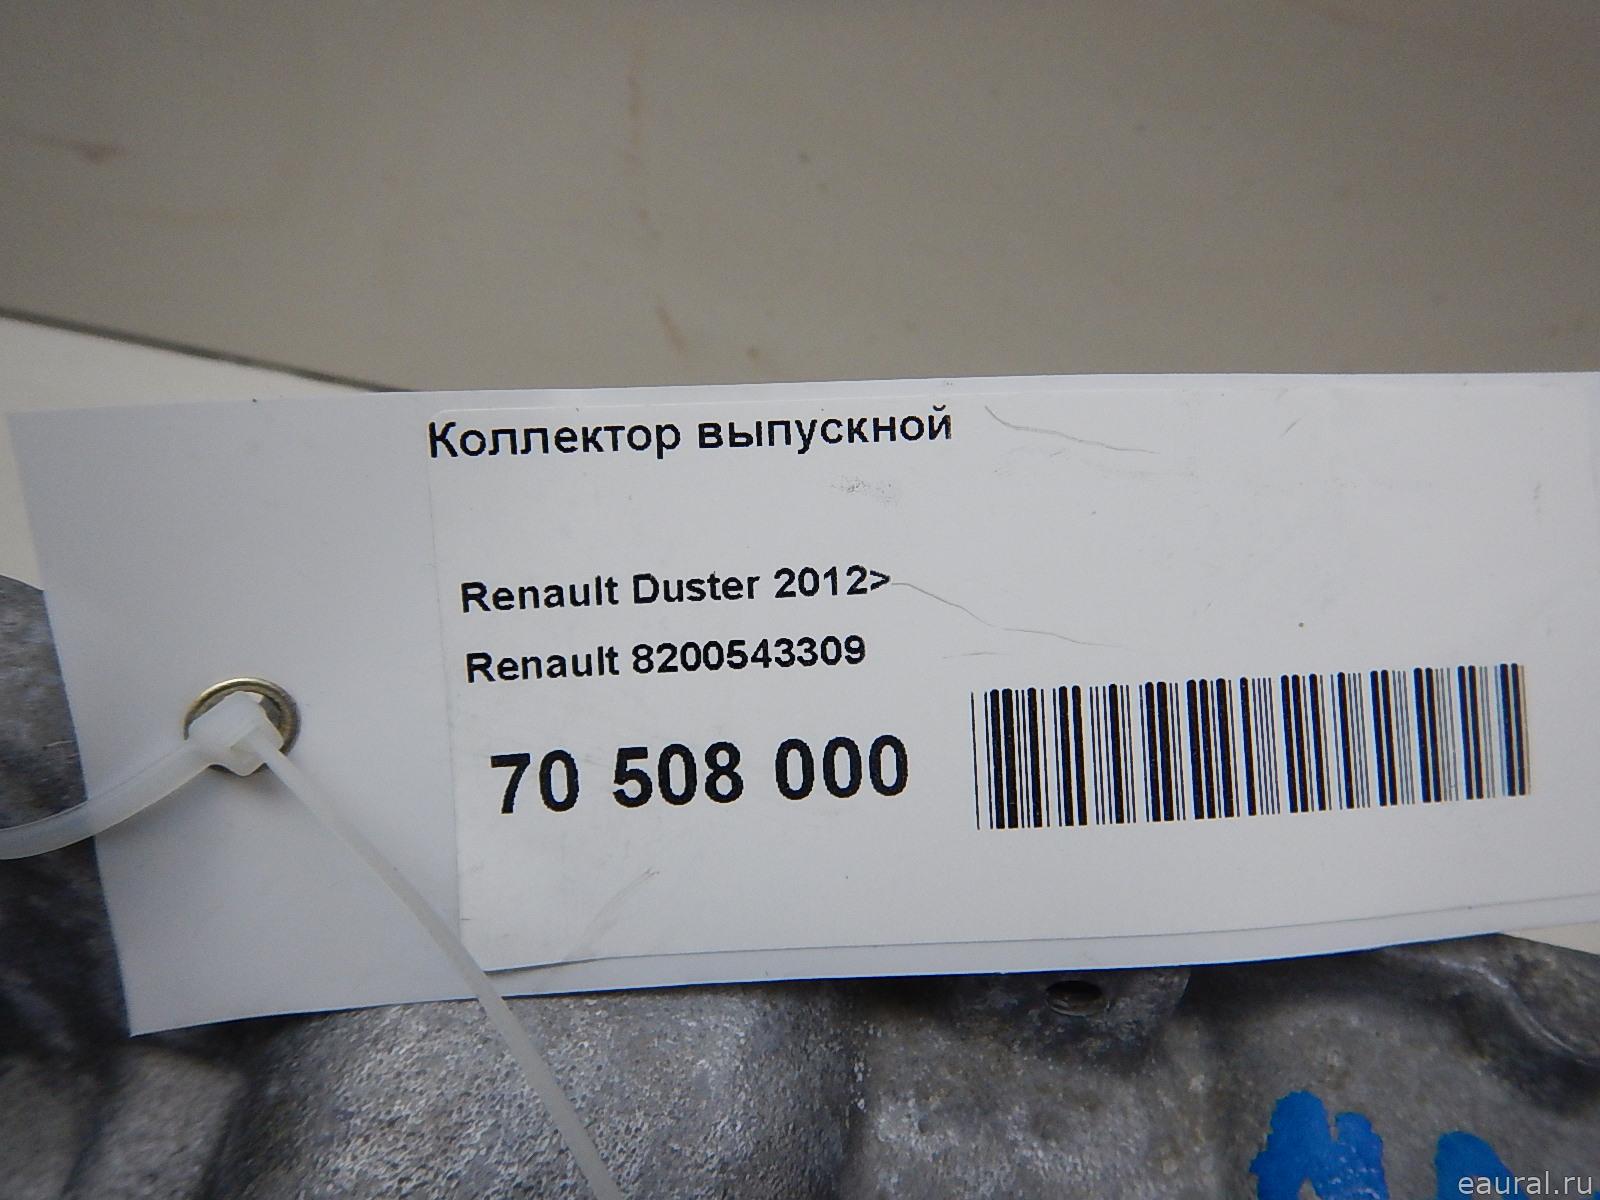 Коллектор выпускной
Renault Duster 2012>
Renault 8200543309
70 508 000
eaural.ru